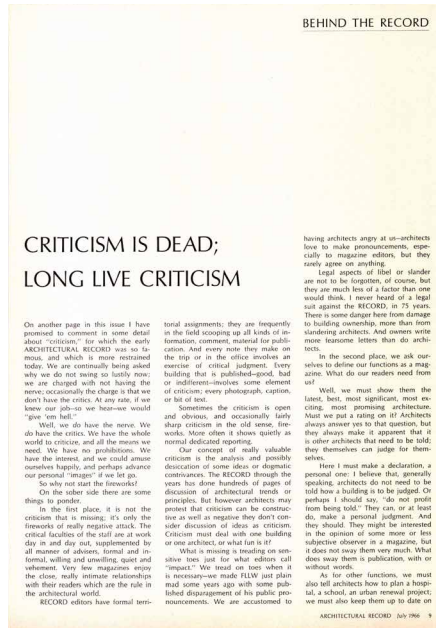 BEHIND THE RECORD
CRITICISM IS DEAD;
LONG LIVE CRITICISM
On another page in this issue I have
promised to comment in some detail
about "criticism," for which the early
ARCHITECTURAL RECORD was so fa-
mous, and which is more restrained
today. We are continually being asked
why we do not swing so lustily now;
we are charged with not having the
nerve; occasionally the charge is that we
don't have the critics. At any rate, if we
knew our job—so we hear—we would
"give 'em hell."
Well, we do have the nerve. We
do have the critics. We have the whole
world to criticize, and all the means we
need. We have no prohibitions. We
have the interest, and we could amuse
ourselves happily, and perhaps advance
our personal "images" if we let go.
So why not start the fireworks?
On the sober side there are some
things to ponder.
In the first place, it is not the
criticism that is missing; it's only the
fireworks of really negative attack. The
critical faculties of the staff are at work
day in and day out, supplemented by
all manner of advisers, formal and in-
formal, willing and unwilling, quiet and
vehement. Very few magazines enjoy
the close, really intimate relationships
with their readers which are the rule in
the architectural world.
RECORD editors have formal terri-
torial assignments; they are frequently
in the field scooping up all kinds of in-
formation, comment, material for publi-
cation. And every note they make on
the trip or in the office involves an
exercise of critical judgment. Every
building that is published—good, bad
or indifferent—involves some element
of criticism; every photograph, caption,
or bit of text.
Sometimes the criticism is open
and obvious, and occasionally fairly
sharp criticism in the old sense, fire-
works. More often it shows quietly as
normal dedicated reporting.
Our concept of really valuable
criticism is the analysis and possibly
desiccation of some ideas or dogmatic
contrivances. The RECORD through the
years has done hundreds of pages of
discussion of architectural trends or
principles. But however architects may
protest that criticism can be construc-
tive as well as negative they don't con-
sider discussion of ideas as criticism.
Criticism must deal with one building
or one architect, or what fun is it?
What is missing is treading on sen-
sitive toes just for what editors call
"impact." We tread on toes when it
is necessary—we made FLLW just plain
mad some years ago with some pub-
lished disparagement of his public pro-
nouncements. We are accustomed to
having architects angry at us—architects
love to make pronouncements, espe-
cially to magazine editors, but they
rarely agree on anything.
Legal aspects of libel or slander
are not to be forgotten, of course, but
they are much less of a factor than one
would think. I never heard of a legal
suit against the RECORD, in 75 years.
There is some danger here from damage
to building ownership, more than from
slandering architects. And owners write
more fearsome letters than do archi-
tects.
In the second place, we ask our-
selves to define our functions as a mag-
azine. What do our readers need from
us?
Well, we must show them the
latest, best, most significant, most ex-
citing, most promising architecture.
Must we put a rating on it? Architects
always answer yes to that question, but
they always make it apparent that it
is other architects that need to be told;
they themselves can judge for them-
selves.
Here I must make a declaration, a
personal one: I believe that, generally
speaking, architects do not need to be
told how a building is to be judged. Or
perhaps I should say, "do not profit
from being told." They can, or at least
do, make a personal judgment. And
they should. They might be interested
in the opinion of some more or less
subjective observer in a magazine, but
it does not sway them very much. What
does sway them is publication, with or
without words.
As for other functions, we must
also tell architects how to plan a hospi-
tal, a school, an urban renewal project;
we must also keep them up to date on
ARCHITECTURAL RECORD July 1966 9